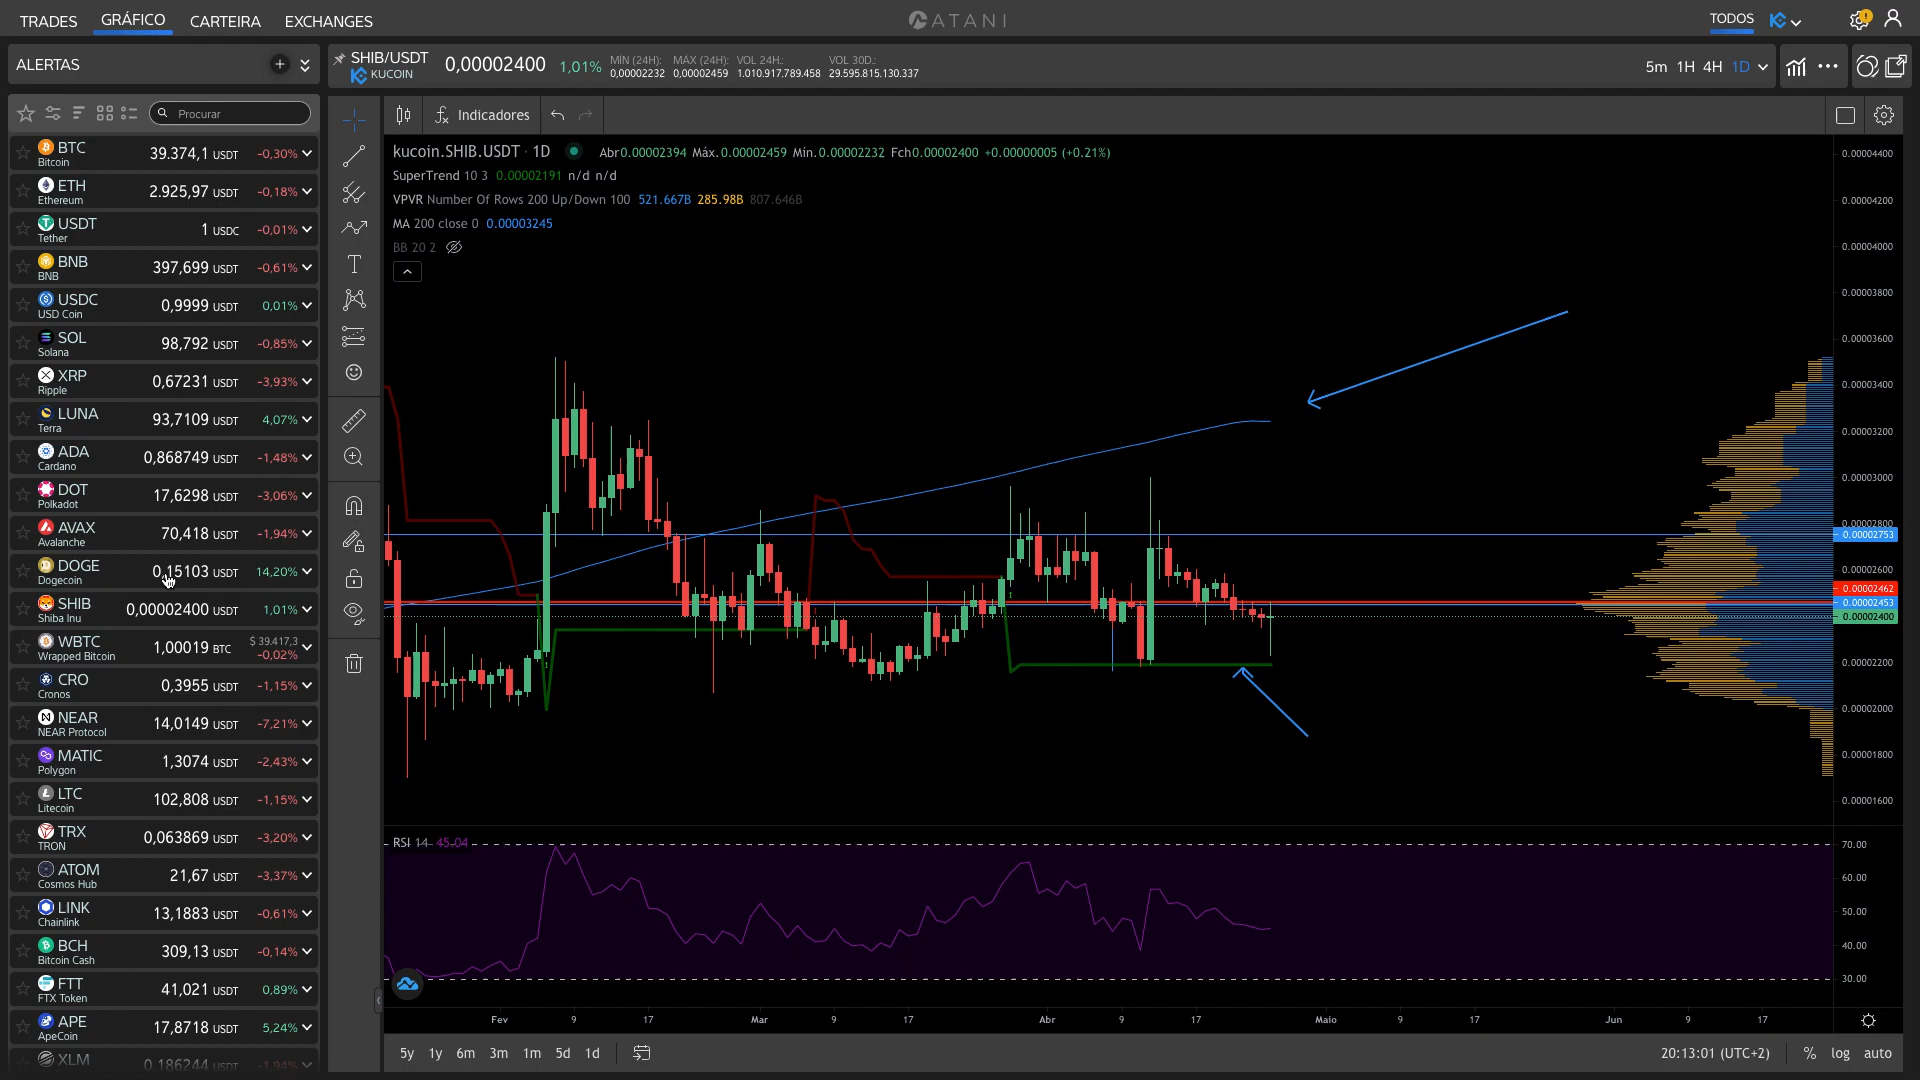 TRADES GRÁFICO CARTEIRA EXCHANGES ATANI TODOS
ALERTAS
SHIB/USDT
KUCOIN
0,00002400 1,01%
MÍN (24H): MÁX (24H): VOL 24H.: VOL 30D.:
0,00002232 0,00002459 1.010.917.789.458 29.595.815.130.337
5m 1H 4H 1D
Procurar
BTC 39.374,1 USDT -0,30%
Bitcoin
ETH 2.925,97 USDT -0,18%
Ethereum
USDT 1 USDC -0,01%
Tether
BNB 397,699 USDT -0,61%
BNB
USDC 0,9999 USDT 0,01%
USD Coin
SOL 98,792 USDT -0,85%
Solana
XRP 0,67231 USDT -3,93%
Ripple
LUNA 93,7109 USDT 4,07%
Terra
ADA 0,868749 USDT -1,48%
Cardano
DOT 17,6298 USDT -3,06%
Polkadot
AVAX 70,418 USDT -1,94%
Avalanche
DOGE 0,15103 USDT 14,20%
Dogecoin
SHIB 0,00002400 USDT 1,01%
Shiba Inu
WBTC 1,00019 BTC $ 39.417,3
Wrapped Bitcoin -0,02%
CRO 0,3955 USDT -1,15%
Cronos
NEAR 14,0149 USDT -7,21%
NEAR Protocol
MATIC 1,3074 USDT -2,43%
Polygon
LTC 102,808 USDT -1,15%
Litecoin
TRX 0,063869 USDT -3,20%
TRON
ATOM 21,67 USDT -3,37%
Cosmos Hub
LINK 13,1883 USDT -0,61%
Chainlink
BCH 309,13 USDT -0,14%
Bitcoin Cash
FTT 41,021 USDT 0,89%
FTX Token
APE 17,8718 USDT 5,24%
ApeCoin
XLM 0,186244 USDT -1,94%
Indicadores
kucoin.SHIB.USDT · 1D Abr0.00002394 Máx.0.00002459 Mín.0.00002232 Fch0.00002400 +0.00000005 (+0.21%)
SuperTrend 10 3 0.00002191 n/d n/d
VPVR Number Of Rows 200 Up/Down 100 521.667B 285.98B 807.646B
MA 200 close 0 0.00003245
BB 20 2
0.00004400
0.00004200
0.00004000
0.00003800
0.00003600
0.00003400
0.00003200
0.00003000
0.00002800
0.00002753
0.00002600
0.00002462
0.00002453
0.00002400
0.00002200
0.00002000
0.00001800
0.00001600
RSI 14 45.04
70.00
60.00
50.00
40.00
30.00
Fev 9 17 Mar 9 17 Abr 9 17 Maio 9 17 Jun 9 17
5y 1y 6m 3m 1m 5d 1d 20:13:01 (UTC+2) % log auto